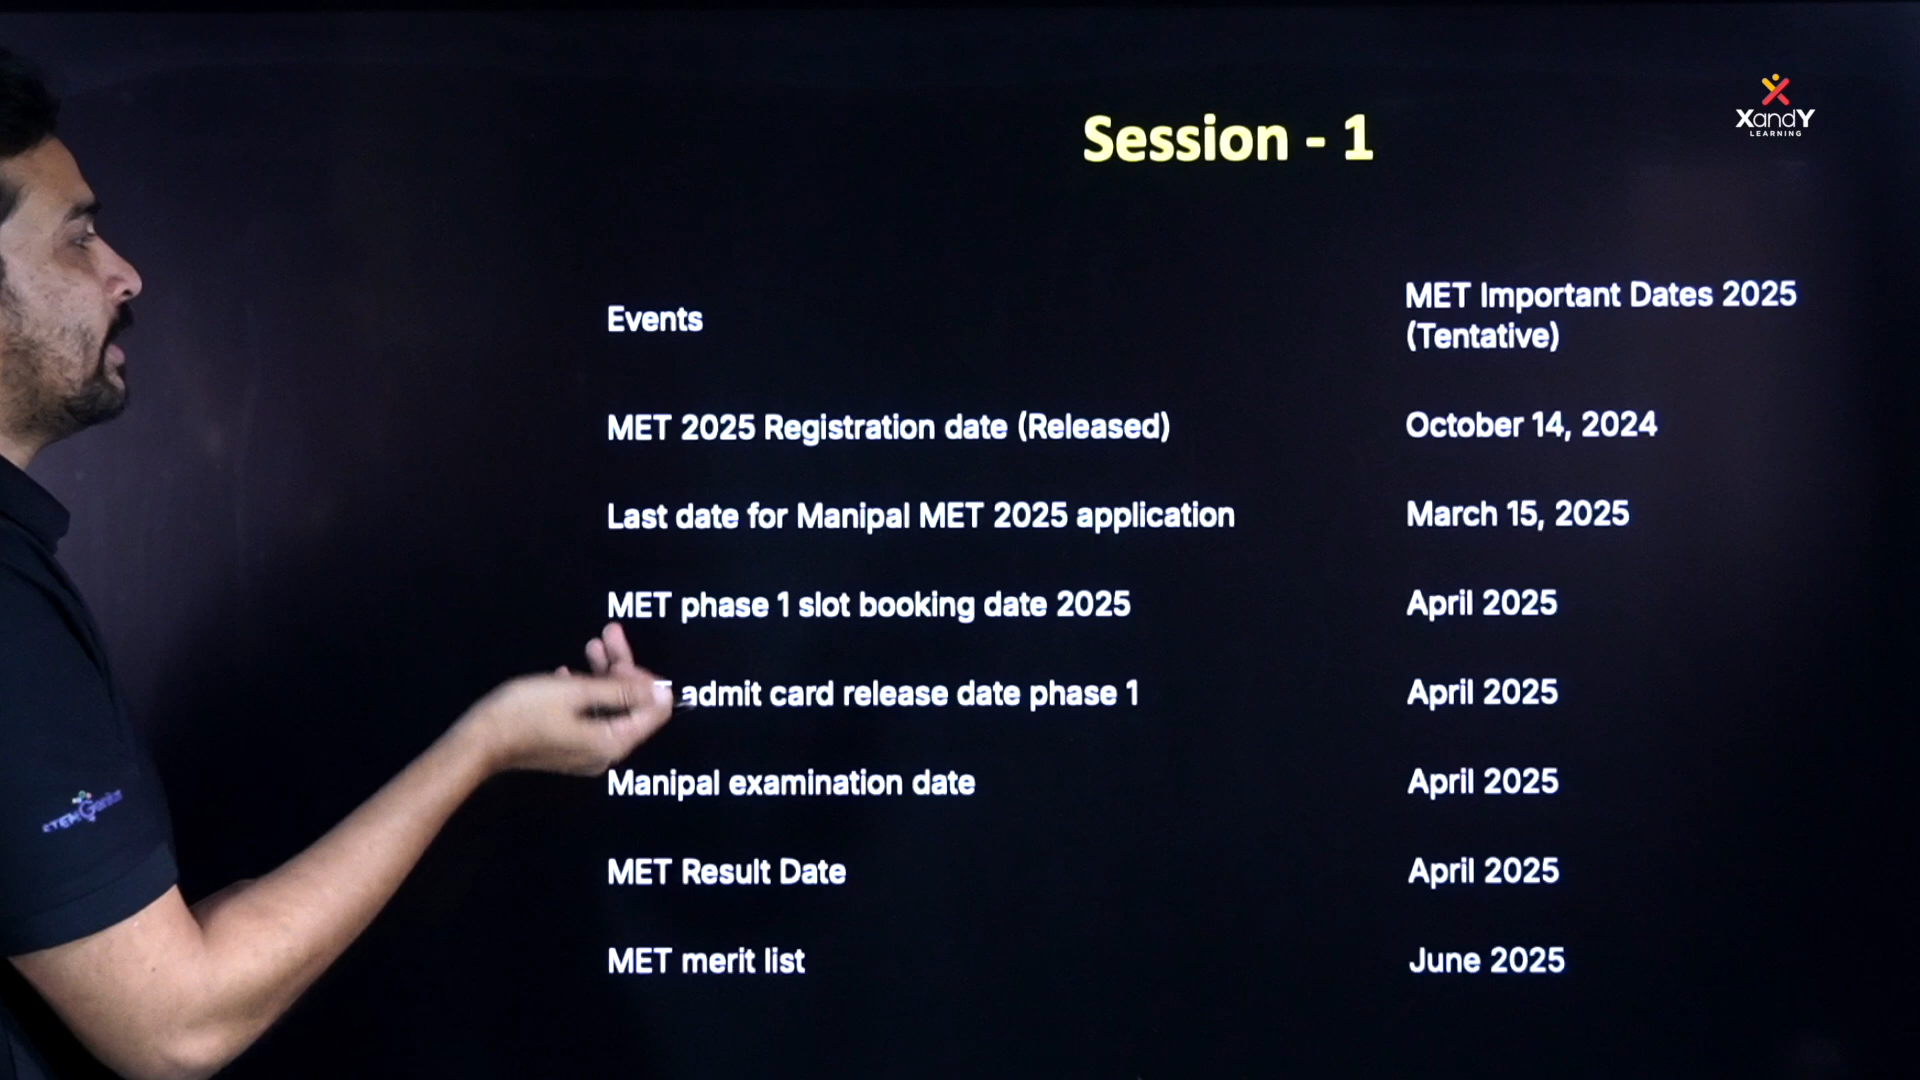 XandY
LEARNING
Session - 1
Events
MET Important Dates 2025
(Tentative)
MET 2025 Registration date (Released)
October 14, 2024
Last date for Manipal MET 2025 application
March 15, 2025
MET phase 1 slot booking date 2025
April 2025
admit card release date phase 1
April 2025
Manipal examination date
April 2025
MET Result Date
April 2025
MET merit list
June 2025
STEM Genius